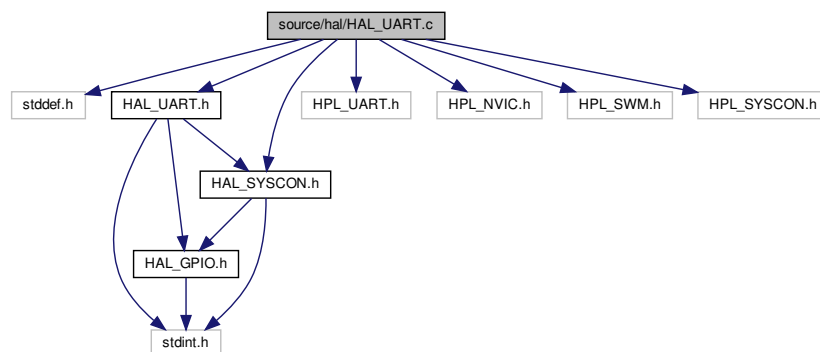 source/hal/HAL_UART.c
stddef.h
HAL_UART.h
HPL_UART.h
HPL_NVIC.h
HPL_SWM.h
HPL_SYSCON.h
HAL_SYSCON.h
HAL_GPIO.h
stdint.h